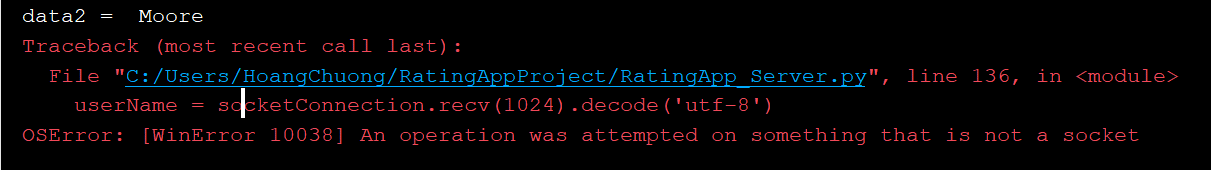 data2 =  Moore
Traceback (most recent call last):
  File "C:/Users/HoangChuong/RatingAppProject/RatingApp_Server.py", line 136, in <module>
    userName = socketConnection.recv(1024).decode('utf-8')
OSError: [WinError 10038] An operation was attempted on something that is not a socket